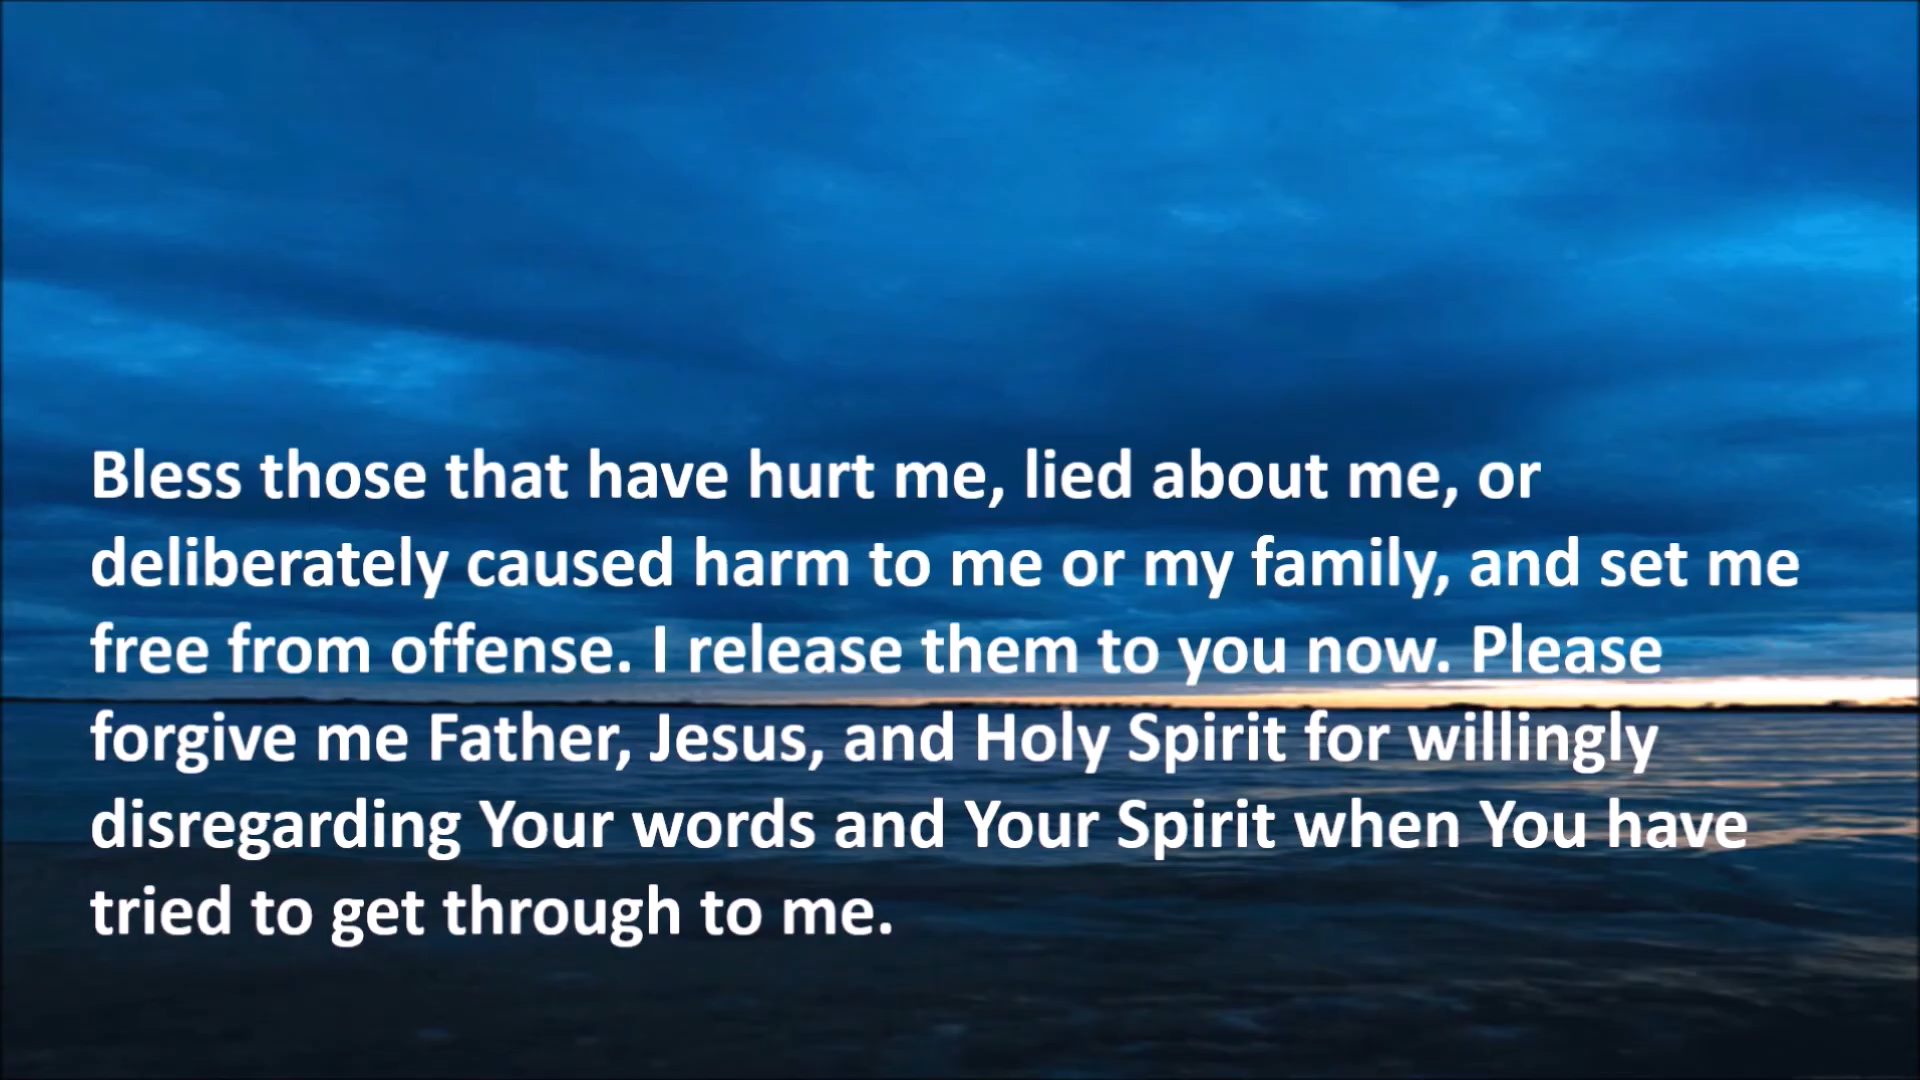 Bless those that have hurt me, lied about me, or
deliberately caused harm to me or my family, and set me
free from offense. I release them to you now. Please
forgive me Father, Jesus, and Holy Spirit for willingly
disregarding Your words and Your Spirit when You have
tried to get through to me.